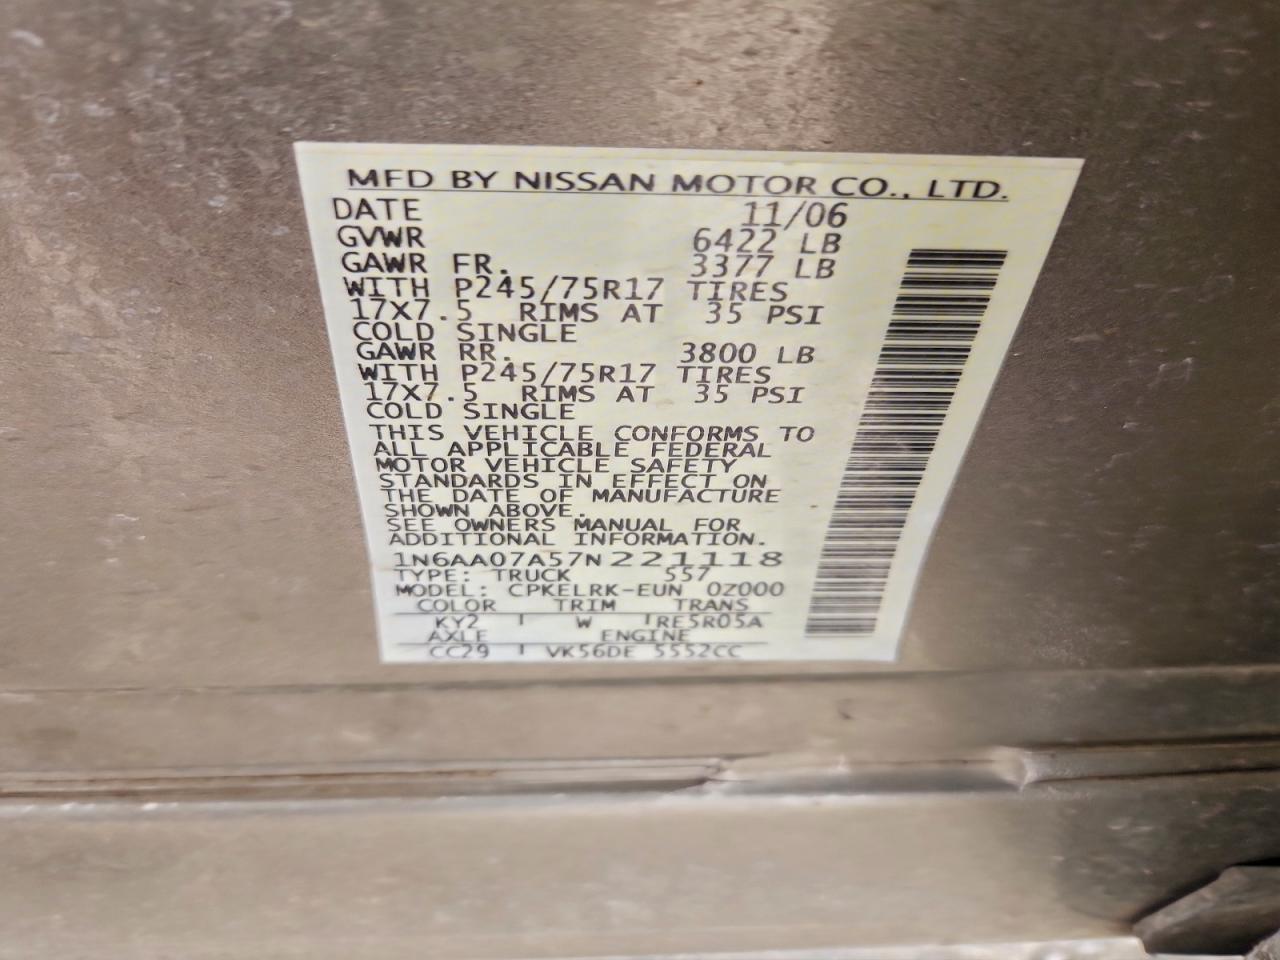 MFD BY NISSAN MOTOR CO., LTD.
DATE 11/06
GVWR 6422 LB
GAWR FR. 3377 LB
WITH P245/75R17 TIRES
17X7.5 RIMS AT 35 PSI
COLD SINGLE
GAWR RR. 3800 LB
WITH P245/75R17 TIRES
17X7.5 RIMS AT 35 PSI
COLD SINGLE
THIS VEHICLE CONFORMS TO
ALL APPLICABLE FEDERAL
MOTOR VEHICLE SAFETY
STANDARDS IN EFFECT ON
THE DATE OF MANUFACTURE
SHOWN ABOVE.
SEE OWNERS MANUAL FOR
ADDITIONAL INFORMATION.
1N6AA07A57N221118
TYPE: TRUCK 557
MODEL: CPKELRK-EUN 0Z000
COLOR TRIM TRANS
KY2 W RE5R05A
AXLE ENGINE
CC29 VK56DE 5552CC